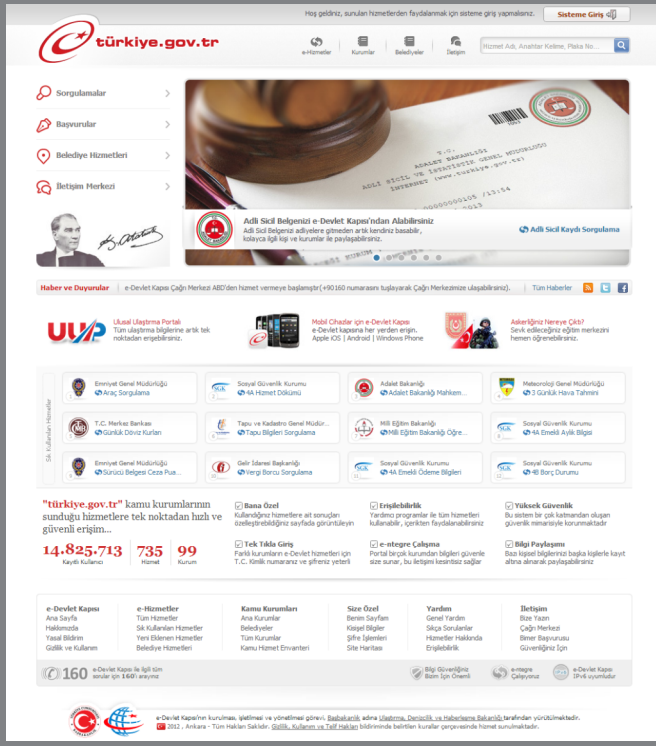 Hoş geldiniz, sunulan hizmetlerden faydalanmak için sisteme giriş yapmalısınız.
Sisteme Giriş
türkiye.gov.tr
e-Hizmetler
Kurumlar
Belediyeler
İletişim
Hizmet Adı, Anahtar Kelime, Plaka No...
Sorgulamalar
Başvurular
Belediye Hizmetleri
İletişim Merkezi
T.C.
ADALET BAKANLIĞI
ADLİ SİCİL VE İSTATİSTİK GENEL MÜDÜRLÜĞÜ
İNTERNET (www.turkiye.gov.tr)
Adli Sicil Belgenizi e-Devlet Kapısı'ndan Alabilirsiniz
Adli Sicil Belgenizi adliyelere gitmeden artık kendiniz basabilir,
kolayca ilgili kişi ve kurumlar ile paylaşabilirsiniz.
Adli Sicil Kaydı Sorgulama
Haber ve Duyurular
e-Devlet Kapısı Çağrı Merkezi ABD'den hizmet vermeye başlamıştır(+90160 numarasını tuşlayarak Çağrı Merkezimize ulaşabilirsiniz).
Tüm Haberler
UUP
Ulusal Ulaştırma Portalı
Tüm ulaştırma bilgilerine artık tek
noktadan erişebilirsiniz.
Mobil Cihazlar için e-Devlet Kapısı
e-Devlet kapısına her yerden erişin.
Apple iOS | Android | Windows Phone
Askerliğiniz Nereye Çıktı?
Sevk edileceğiniz eğitim merkezini
hemen öğrenebilirsiniz.
Sık Kullanılan Hizmetler
Emniyet Genel Müdürlüğü
Araç Sorgulama
Sosyal Güvenlik Kurumu
4A Hizmet Dökümü
Adalet Bakanlığı
Adalet Bakanlığı Mahkem...
Meteoroloji Genel Müdürlüğü
3 Günlük Hava Tahmini
T.C. Merkez Bankası
Günlük Döviz Kurları
Tapu ve Kadastro Genel Müdür...
Tapu Bilgileri Sorgulama
Milli Eğitim Bakanlığı
Milli Eğitim Bakanlığı Öğre...
Sosyal Güvenlik Kurumu
4A Emekli Aylık Bilgisi
Emniyet Genel Müdürlüğü
Sürücü Belgesi Ceza Pua...
Gelir İdaresi Başkanlığı
Vergi Borcu Sorgulama
Sosyal Güvenlik Kurumu
4A Emekli Ödeme Bilgileri
Sosyal Güvenlik Kurumu
4B Borç Durumu
"türkiye.gov.tr" kamu kurumlarının
sunduğu hizmetlere tek noktadan hızlı ve
güvenli erişim...
14.825.713 735 99
Kayıtlı Kullanıcı Hizmet Kurum
Bana Özel
Kullandığınız hizmetlere ait sonuçları
özelleştirebildiğiniz sayfada görüntüleyin
Erişilebilirlik
Yardımcı programlar ile tüm hizmetleri
kullanabilir, içerikten faydalanabilirsiniz
Yüksek Güvenlik
Bu sistem bir çok katmandan oluşan
güvenlik mimarisiyle korunmaktadır
Tek Tıkla Giriş
Farklı kurumların e-Devlet hizmetleri için
T.C. Kimlik numaranız ve şifreniz yeterli
e-ntegre Çalışma
Portal birçok kurumdan bilgileri güvenle
size sunar, bu iletişimi kesintisiz sağlar
Bilgi Paylaşımı
Bazı kişisel bilgilerinizi başka kişilerle kayıt
altına alınarak paylaşabilirsiniz
e-Devlet Kapısı
Ana Sayfa
Hakkımızda
Yasal Bildirim
Gizlilik ve Kullanım
e-Hizmetler
Tüm Hizmetler
Sık Kullanılan Hizmetler
Yeni Eklenen Hizmetler
Belediye Hizmetleri
Kamu Kurumları
Ana Kurumlar
Belediyeler
Tüm Kurumlar
Kamu Hizmet Envanteri
Size Özel
Benim Sayfam
Kişisel Bilgiler
Şifre İşlemleri
Site Haritası
Yardım
Genel Yardım
Sıkça Sorulanlar
Hizmetler Hakkında
Erişilebilirlik
İletişim
Bize Yazın
Çağrı Merkezi
Bimer Başvurusu
Güvenliğiniz İçin
160
e-Devlet Kapısı ile ilgili tüm
sorular için 160'ı arayınız
Bilgi Güvenliğiniz
Bizim İçin Önemli
e-ntegre
Çalışıyoruz
e-Devlet Kapısı
IPv6 uyumludur
e-Devlet Kapısı'nın kurulması, işletilmesi ve yönetilmesi görevi, Başbakanlık adına Ulaştırma, Denizcilik ve Haberleşme Bakanlığı tarafından yürütülmektedir.
2012 , Ankara - Tüm Hakları Saklıdır. Gizlilik, Kullanım ve Telif Hakları bildiriminde belirtilen kurallar çerçevesinde hizmet sunulmaktadır.